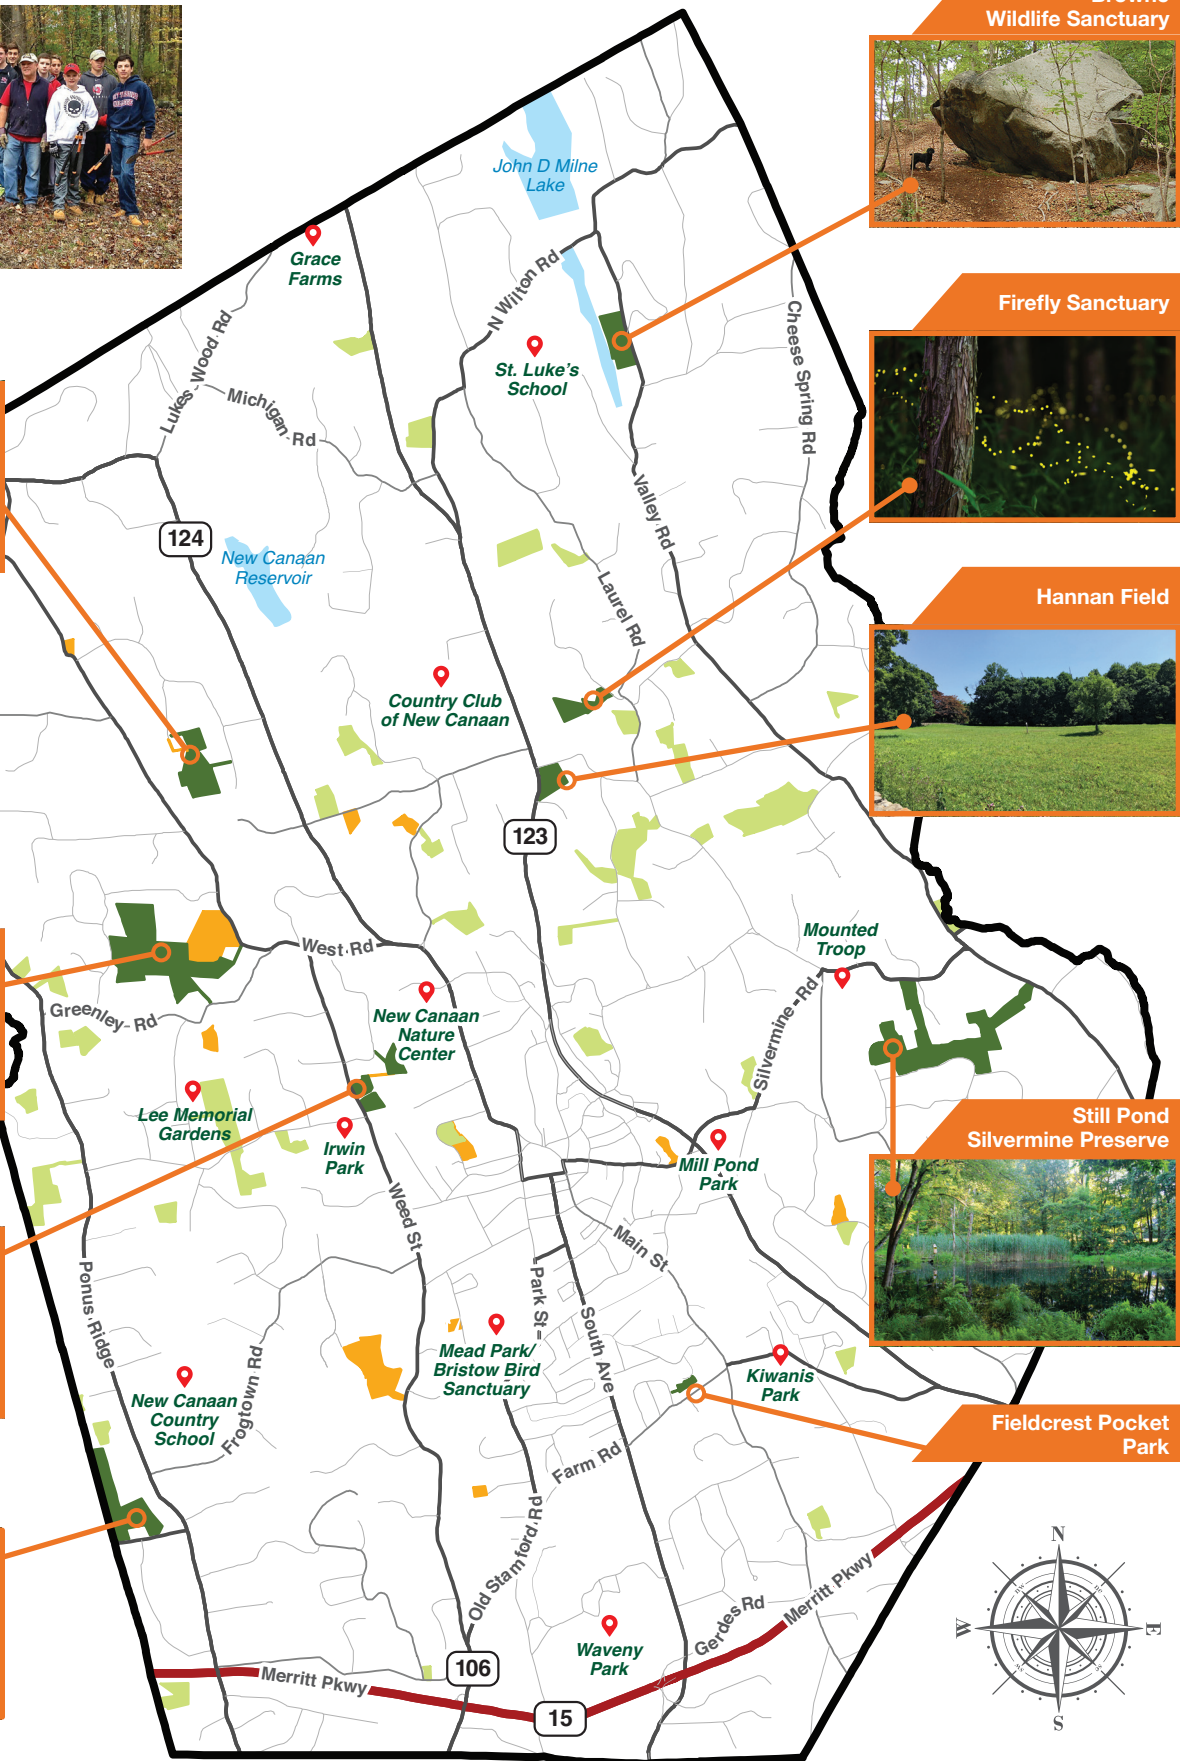 Wildlife Sanctuary
John D Milne
Lake
Grace
Farms
N Wilton Rd
Lukes Wood Rd
St. Luke's
School
Cheese Spring Rd
Firefly Sanctuary
Michigan Rd
Valley Rd
124
New Canaan
Reservoir
Laurel Rd
Hannan Field
Country Club
of New Canaan
123
Mounted
Troop
West Rd
Greenley Rd
New Canaan
Nature
Center
Silvermine Rd
Lee Memorial
Gardens
Irwin
Park
Mill Pond
Park
Still Pond
Silvermine Preserve
Weed St
Main St
Ponus Ridge
Park St
South Ave
Mead Park/
Bristow Bird
Sanctuary
Kiwanis
Park
New Canaan
Country
School
Frogtown Rd
Farm Rd
Fieldcrest Pocket
Park
Old Stamford Rd
Merritt Pkwy
Gerdes Rd
Waveny
Park
106
Merritt Pkwy
15
N
W
E
S